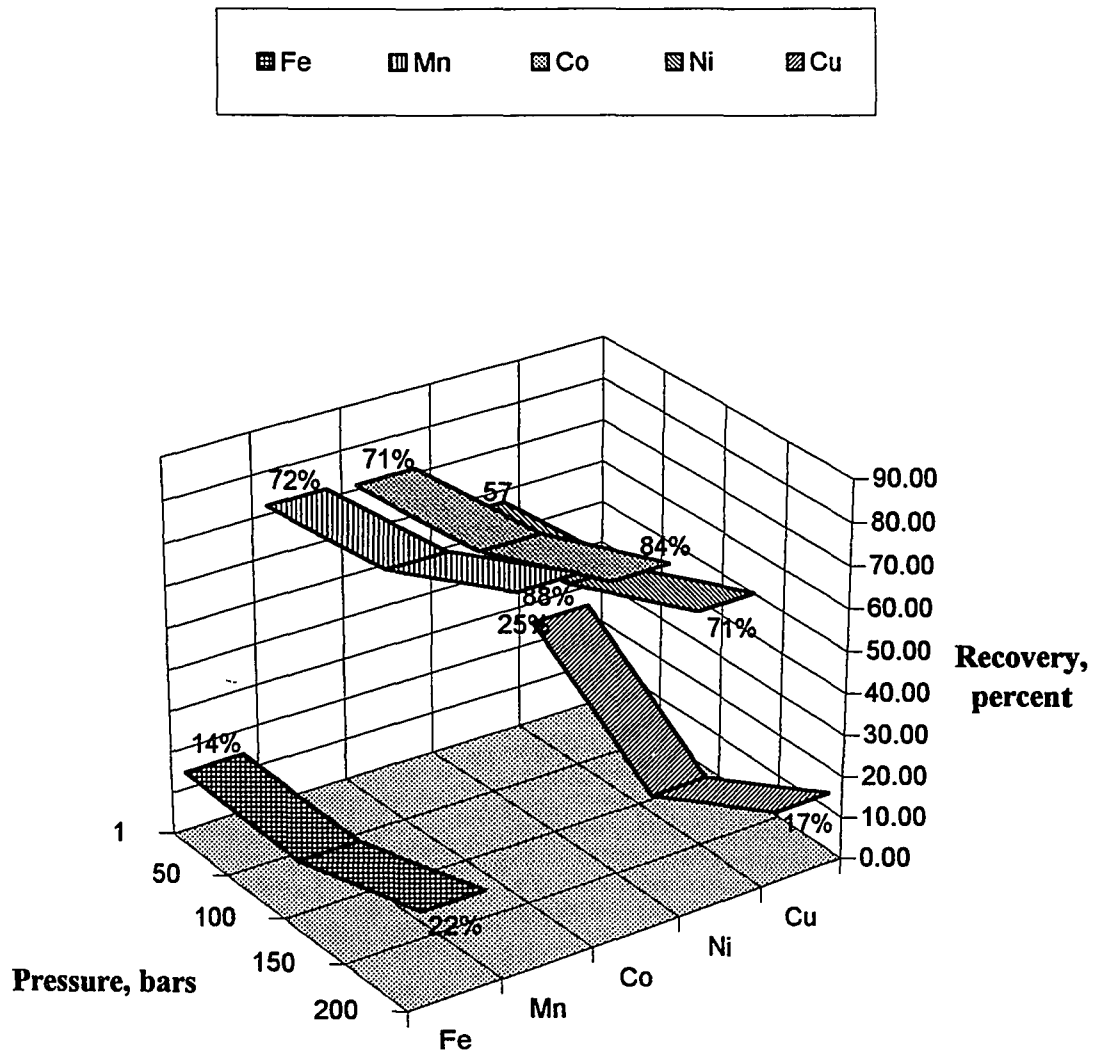 Fe Mn Co Ni Cu
72%
71%
57
84%
88%
25%
71%
14%
17%
22%
90.00
80.00
70.00
60.00
50.00
40.00
30.00
20.00
10.00
0.00
Recovery,
percent
1
50
100
150
200
Pressure, bars
Fe
Mn
Co
Ni
Cu